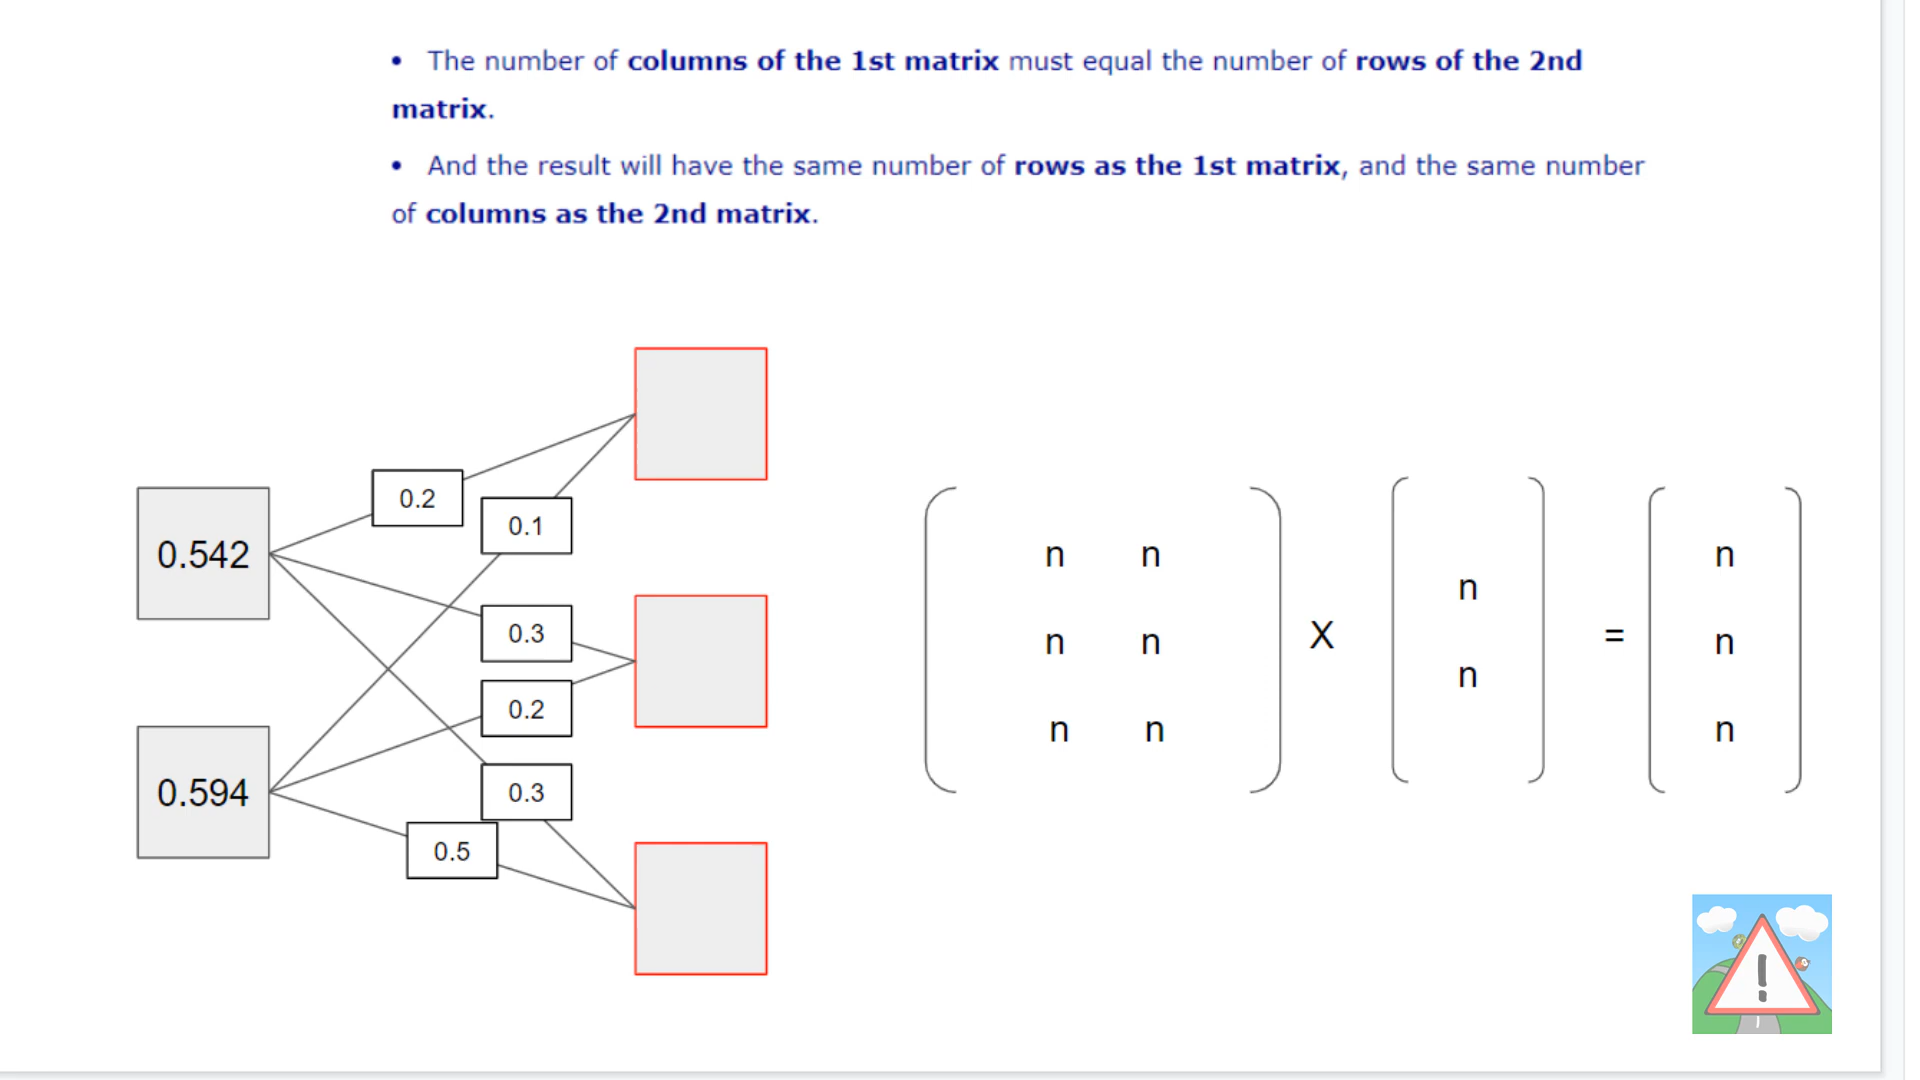 • The number of columns of the 1st matrix must equal the number of rows of the 2nd
matrix.
• And the result will have the same number of rows as the 1st matrix, and the same number
of columns as the 2nd matrix.
0.2
0.1
0.542
0.3
0.2
0.594
0.3
0.5
n n
n n
n n
X
n
n
=
n
n
n
!